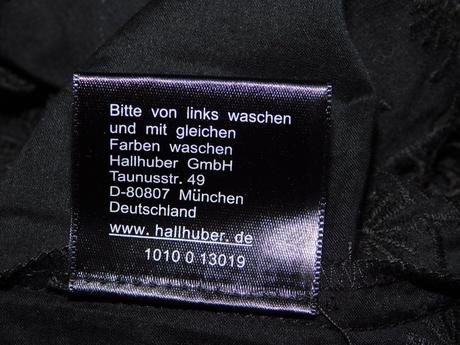 Bitte von links waschen
und mit gleichen
Farben waschen
Hallhuber GmbH
Taunusstr. 49
D-80807 München
Deutschland
www.hallhuber.de
1010 0 13019